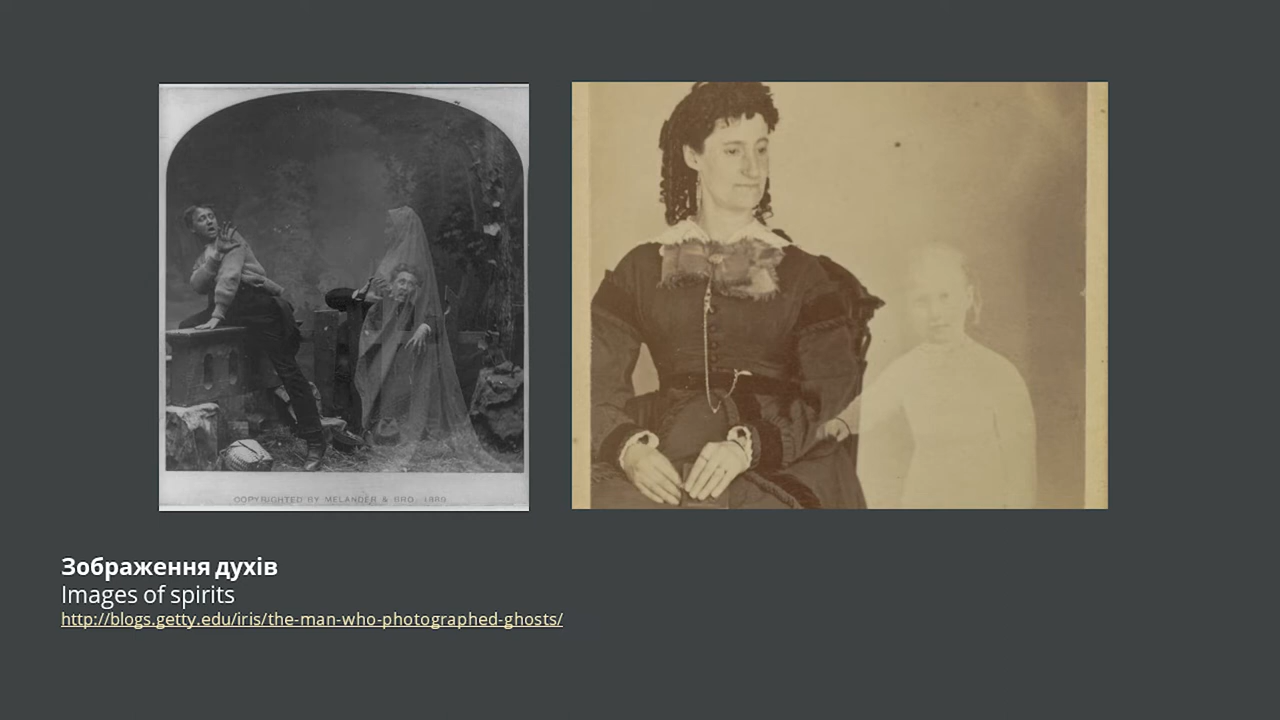 COPYRIGHTED BY MELANDER & BRO. 1889
Зображення духів
Images of spirits
http://blogs.getty.edu/iris/the-man-who-photographed-ghosts/